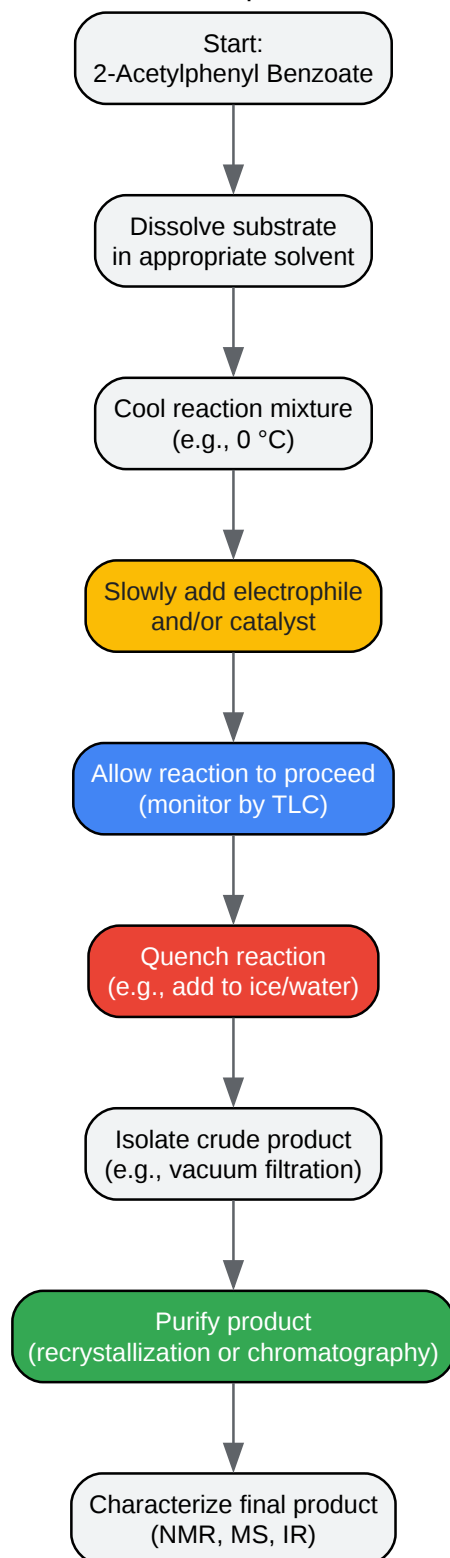 Start:
2-Acetylphenyl Benzoate
Dissolve substrate
in appropriate solvent
Cool reaction mixture
(e.g., 0 °C)
Slowly add electrophile
and/or catalyst
Allow reaction to proceed
(monitor by TLC)
Quench reaction
(e.g., add to ice/water)
Isolate crude product
(e.g., vacuum filtration)
Purify product
(recrystallization or chromatography)
Characterize final product
(NMR, MS, IR)